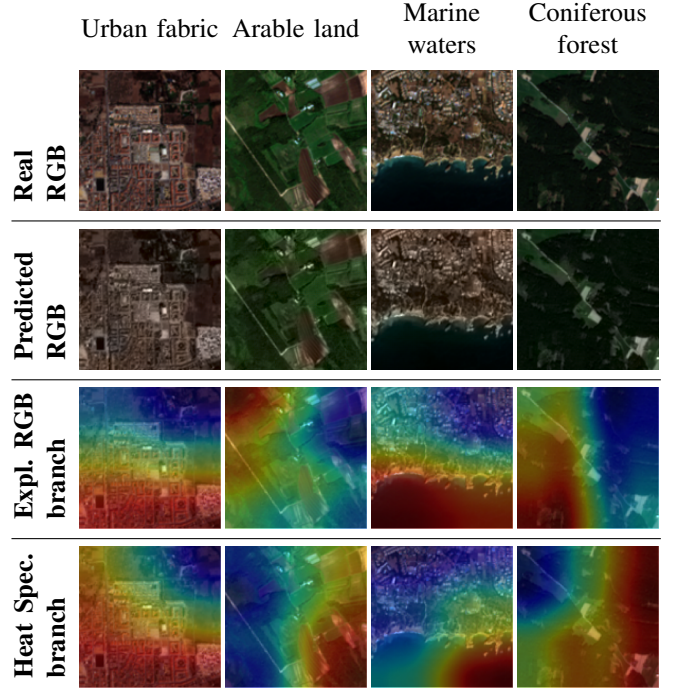 Urban fabric Arable land Marine waters Coniferous forest
Real RGB
Predicted RGB
Expl. RGB branch
Heat Spec. branch